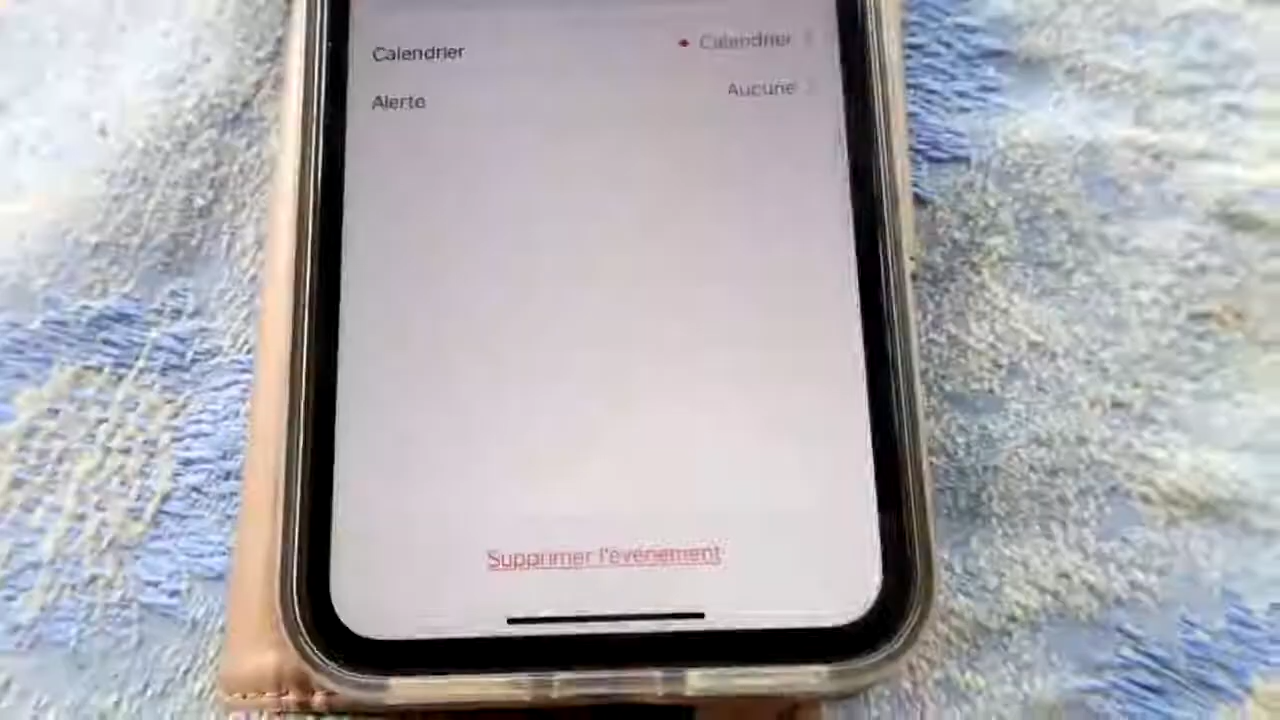 Calendrier
Calendrier
Alerte
Aucune
Supprimer l'événement